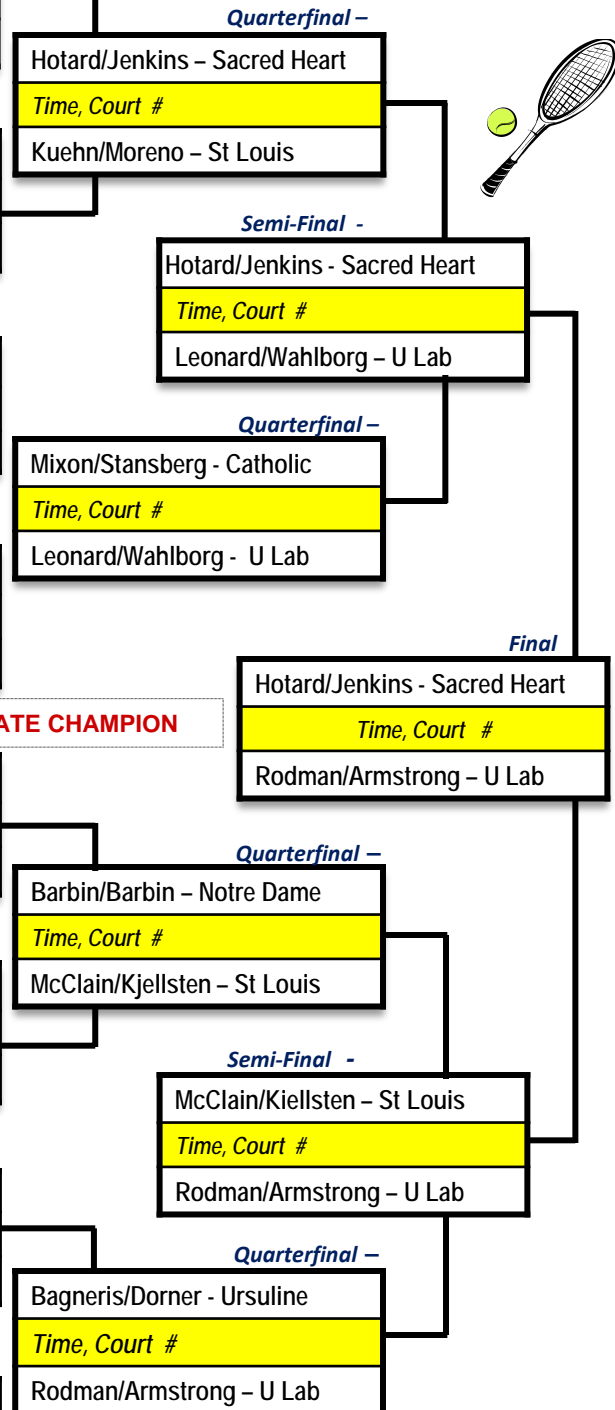 Quarterfinal –
Hotard/Jenkins – Sacred Heart
Time, Court #
Kuehn/Moreno – St Louis
Semi-Final -
Hotard/Jenkins - Sacred Heart
Time, Court #
Leonard/Wahlborg – U Lab
Quarterfinal –
Mixon/Stansberg - Catholic
Time, Court #
Leonard/Wahlborg - U Lab
Final
Hotard/Jenkins - Sacred Heart
ATE CHAMPION
Time, Court #
Rodman/Armstrong – U Lab
Quarterfinal –
Barbin/Barbin – Notre Dame
Time, Court #
McClain/Kjellsten – St Louis
Semi-Final -
McClain/Kiellsten – St Louis
Time, Court #
Rodman/Armstrong – U Lab
Quarterfinal –
Bagneris/Dorner - Ursuline
Time, Court #
Rodman/Armstrong – U Lab